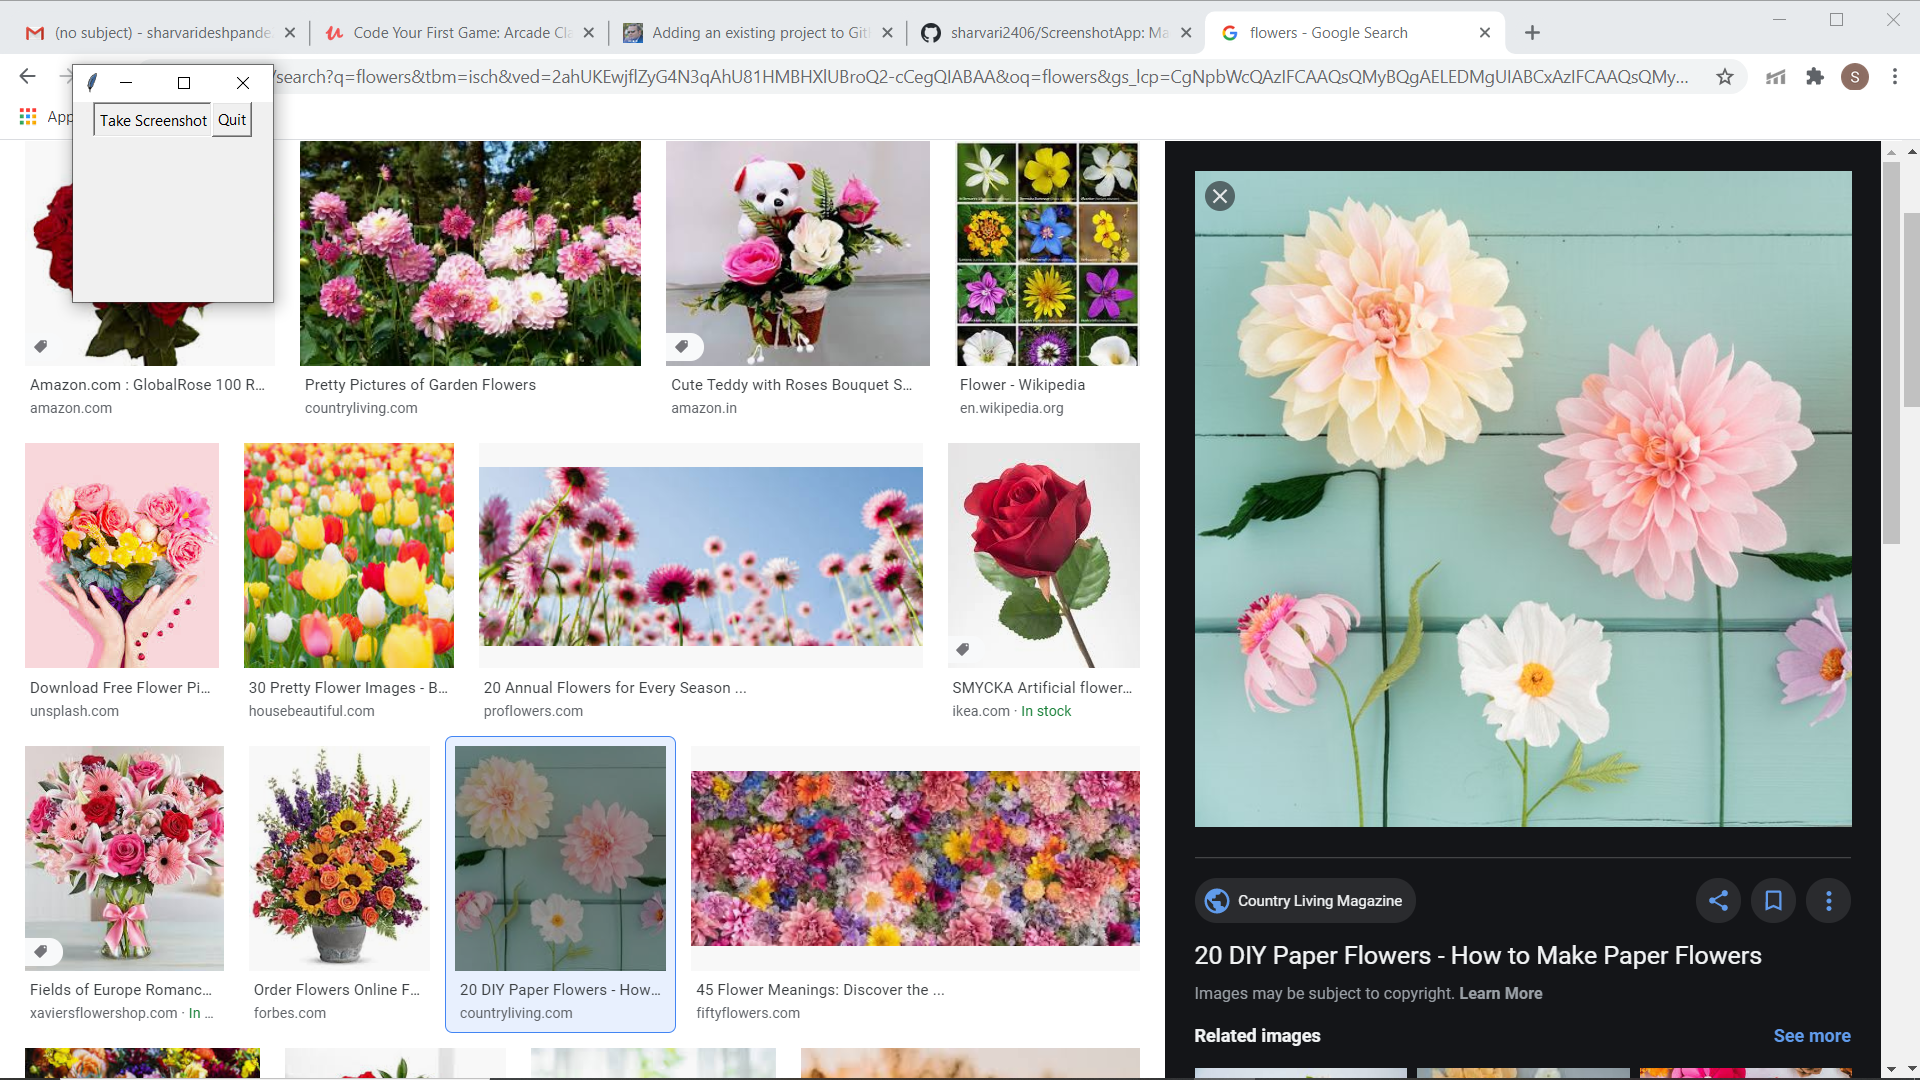 (no subject) - sharvarideshpande
Code Your First Game: Arcade Cla
Adding an existing project to Gitl
sharvari2406/ScreenshotApp: Ma
flowers - Google Search
/search?q=flowers&tbm=isch&ved=2ahUKEwjflZyG4N3qAhU81HMBHXlUBroQ2-cCegQIABAA&oq=flowers&gs_lcp=CgNpbWcQAzIFCAAQsQMyBQgAELEDMgUIABCxAzIFCAAQsQMy...
S
App
Take Screenshot
Quit
Amazon.com : GlobalRose 100 R...
amazon.com
Pretty Pictures of Garden Flowers
countryliving.com
Cute Teddy with Roses Bouquet S...
amazon.in
Flower - Wikipedia
en.wikipedia.org
Download Free Flower Pi...
unsplash.com
30 Pretty Flower Images - B...
housebeautiful.com
20 Annual Flowers for Every Season ...
proflowers.com
SMYCKA Artificial flower...
ikea.com · In stock
Fields of Europe Romanc...
xaviersflowershop.com · In ...
Order Flowers Online F...
forbes.com
20 DIY Paper Flowers - How...
countryliving.com
45 Flower Meanings: Discover the ...
fiftyflowers.com
Country Living Magazine
20 DIY Paper Flowers - How to Make Paper Flowers
Images may be subject to copyright. Learn More
Related images
See more